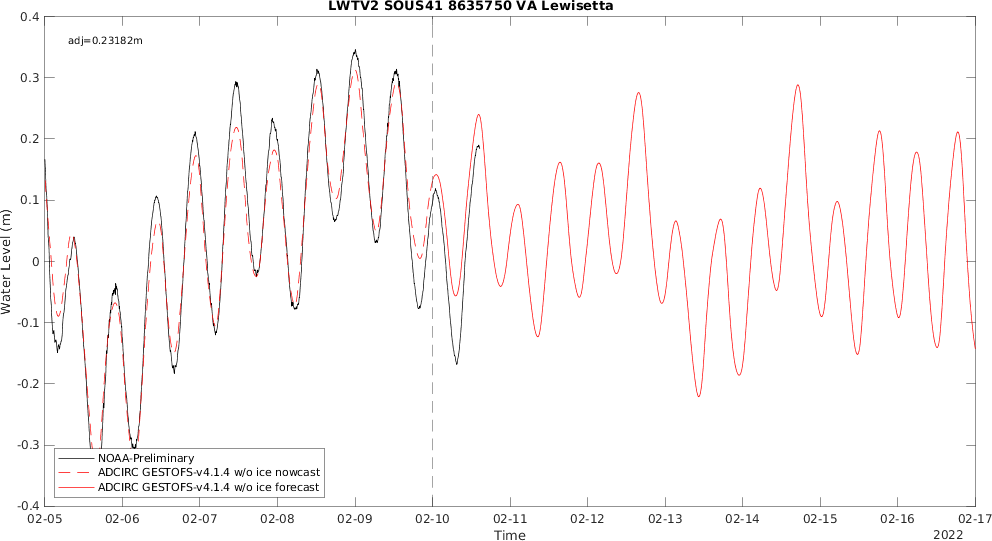 LWTV2 SOUS41 8635750 VA Lewisetta
adj=0.23182m
0.4
0.3
0.2
0.1
0
-0.1
-0.2
-0.3
-0.4
Water Level (m)
NOAA-Preliminary
ADCIRC GESTOFS-v4.1.4 w/o ice nowcast
ADCIRC GESTOFS-v4.1.4 w/o ice forecast
02-05 02-06 02-07 02-08 02-09 02-10 02-11 02-12 02-13 02-14 02-15 02-16 02-17
Time
2022